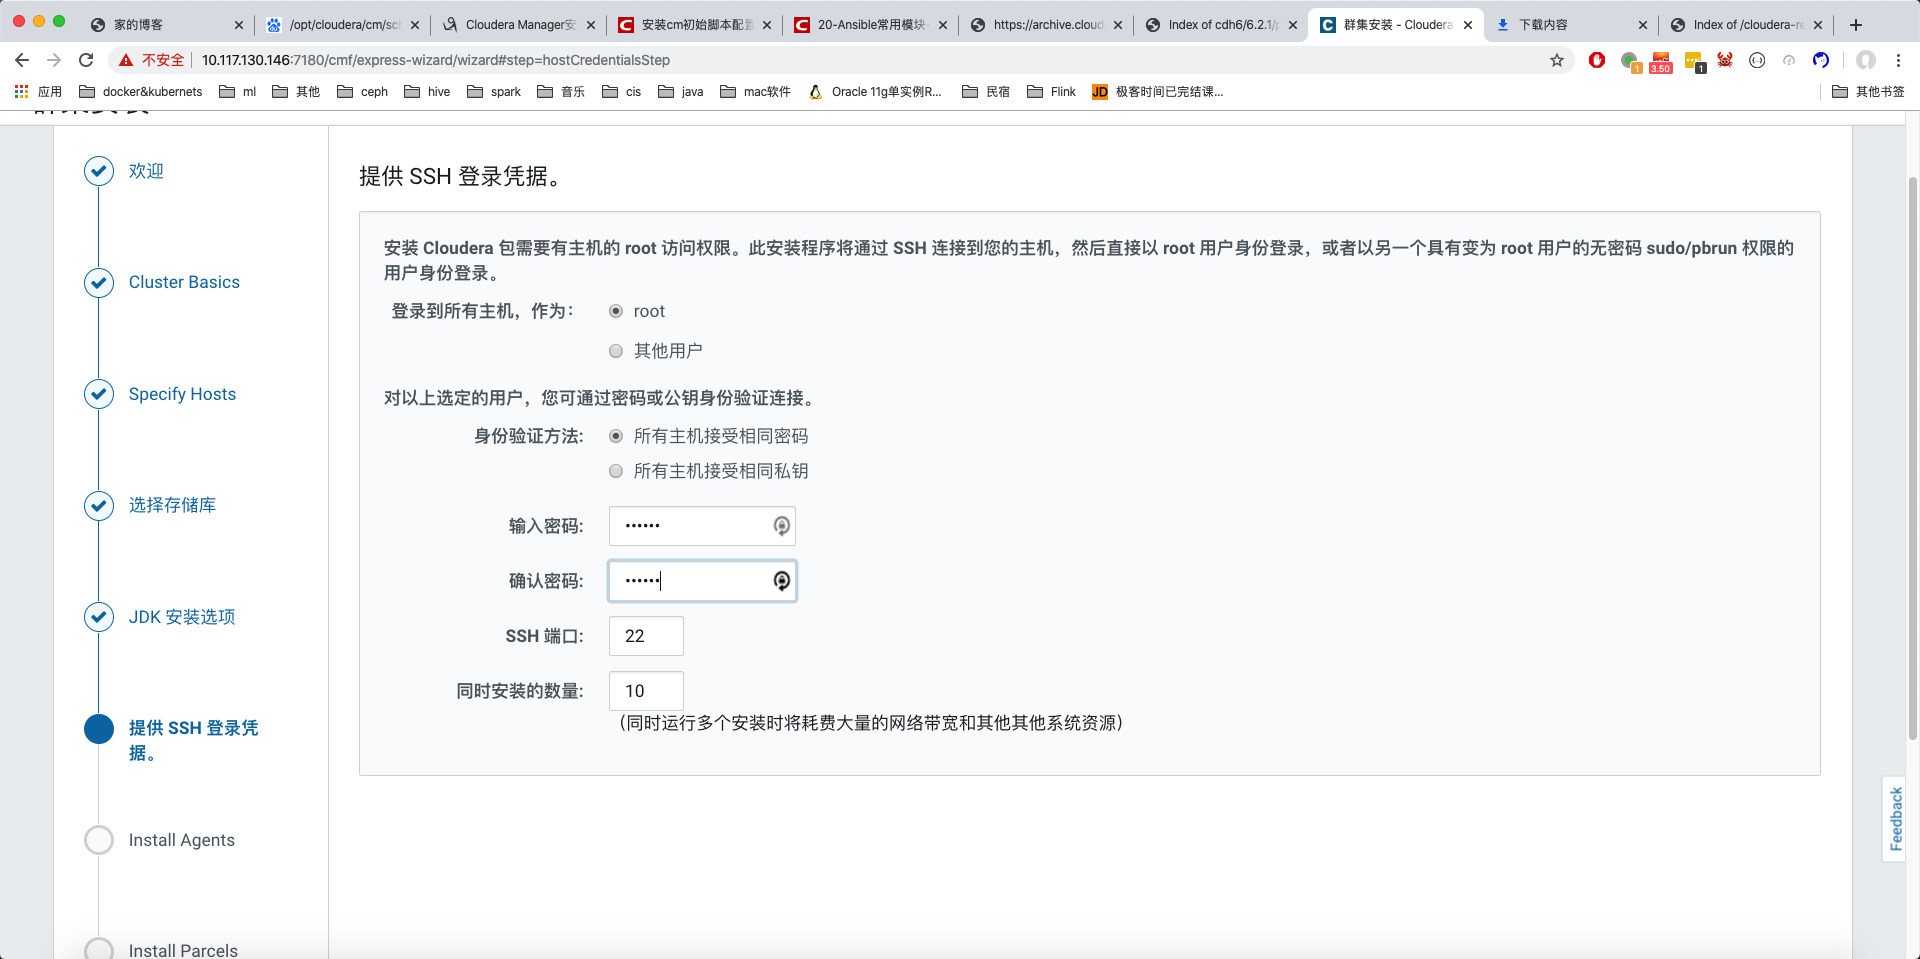 家的博客
/opt/cloudera/cm/sch
Cloudera Manager安
安装cm初始脚本配置
20-Ansible常用模块-
https://archive.cloud
Index of cdh6/6.2.1/p
群集安装 - Cloudera
下载内容
Index of /cloudera-re
不安全
10.117.130.146:7180/cmf/express-wizard/wizard#step=hostCredentialsStep
1
3.50
1
应用
docker&kubernets
ml
其他
ceph
hive
spark
音乐
cis
java
mac软件
Oracle 11g单实例R...
民宿
Flink
JD
极客时间已完结课...
其他书签
欢迎
Cluster Basics
Specify Hosts
选择存储库
JDK 安装选项
提供 SSH 登录凭
据。
Install Agents
Install Parcels
提供 SSH 登录凭据。
安装 Cloudera 包需要有主机的 root 访问权限。此安装程序将通过 SSH 连接到您的主机，然后直接以 root 用户身份登录，或者以另一个具有变为 root 用户的无密码 sudo/pbrun 权限的
用户身份登录。
登录到所有主机，作为：
root
其他用户
对以上选定的用户，您可通过密码或公钥身份验证连接。
身份验证方法:
所有主机接受相同密码
所有主机接受相同私钥
输入密码:
••••••
确认密码:
••••••
SSH 端口:
22
同时安装的数量:
10
（同时运行多个安装时将耗费大量的网络带宽和其他其他系统资源）
Feedback